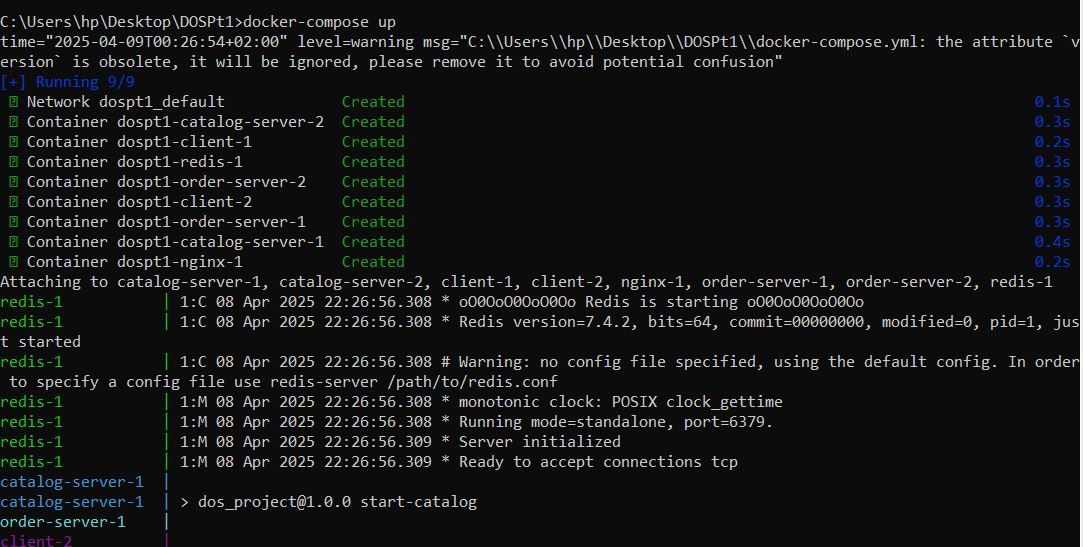 C:\Users\hp\Desktop\DOSPt1>docker-compose up
time="2025-04-09T00:26:54+02:00" level=warning msg="C:\\Users\\hp\\Desktop\\DOSPt1\\docker-compose.yml: the attribute `v
ersion` is obsolete, it will be ignored, please remove it to avoid potential confusion"
[+] Running 9/9
Network dospt1_default Created 0.1s
Container dospt1-catalog-server-2 Created 0.3s
Container dospt1-client-1 Created 0.2s
Container dospt1-redis-1 Created 0.3s
Container dospt1-order-server-2 Created 0.3s
Container dospt1-client-2 Created 0.3s
Container dospt1-order-server-1 Created 0.3s
Container dospt1-catalog-server-1 Created 0.4s
Container dospt1-nginx-1 Created 0.2s
Attaching to catalog-server-1, catalog-server-2, client-1, client-2, nginx-1, order-server-1, order-server-2, redis-1
redis-1 | 1:C 08 Apr 2025 22:26:56.308 * oO0OoO0OoO0Oo Redis is starting oO0OoO0OoO0Oo
redis-1 | 1:C 08 Apr 2025 22:26:56.308 * Redis version=7.4.2, bits=64, commit=00000000, modified=0, pid=1, jus
t started
redis-1 | 1:C 08 Apr 2025 22:26:56.308 # Warning: no config file specified, using the default config. In order
to specify a config file use redis-server /path/to/redis.conf
redis-1 | 1:M 08 Apr 2025 22:26:56.308 * monotonic clock: POSIX clock_gettime
redis-1 | 1:M 08 Apr 2025 22:26:56.308 * Running mode=standalone, port=6379.
redis-1 | 1:M 08 Apr 2025 22:26:56.309 * Server initialized
redis-1 | 1:M 08 Apr 2025 22:26:56.309 * Ready to accept connections tcp
catalog-server-1 |
catalog-server-1 | > dos_project@1.0.0 start-catalog
order-server-1 |
client-2 |